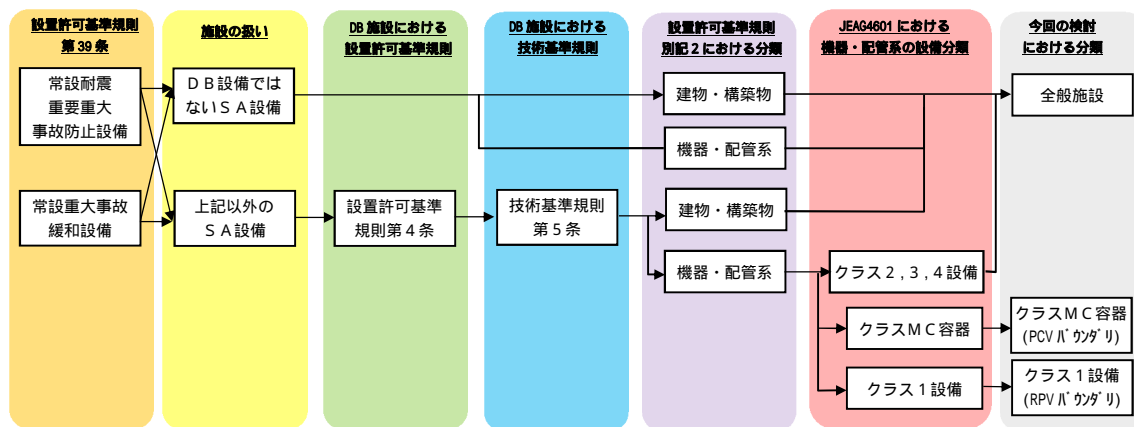 設置許可基準規則
第39条
施設の扱い
DB施設における
設置許可基準規則
DB施設における
技術基準規則
設置許可基準規則
別記2における分類
JEAG4601における
機器・配管系の設備分類
今回の検討
における分類
常設耐震
重要重大
事故防止設備
常設重大事故
緩和設備
DB設備では
ないSA設備
上記以外の
SA設備
設置許可基準
規則第4条
技術基準規則
第5条
建物・構築物
機器・配管系
建物・構築物
機器・配管系
クラス2,3,4設備
クラスMC容器
クラス1設備
全般施設
クラスMC容器
(PCVバウンダリ)
クラス1設備
(RPVバウンダリ)